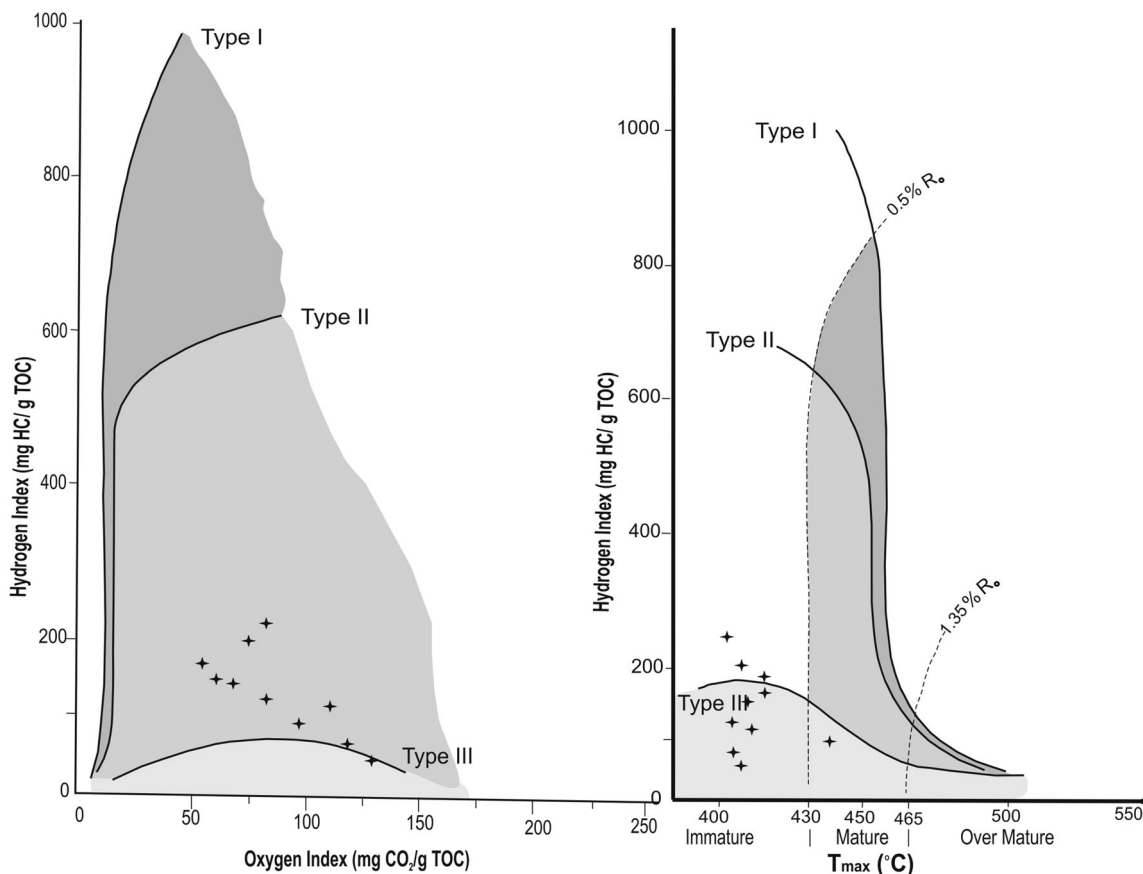 1000
800
600
400
200
0
Hydrogen Index (mg HC/ g TOC)
Type I
Type II
Type III
0 50 100 150 200 250
Oxygen Index (mg CO2/g TOC)
1000
800
600
400
200
0
Hydrogen Index (mg HC/ g TOC)
Type I
0.5% Ro
Type II
1.35% Ro
Type III
400 430 450 465 500 550
Immature | Mature | Over Mature
Tmax (°C)